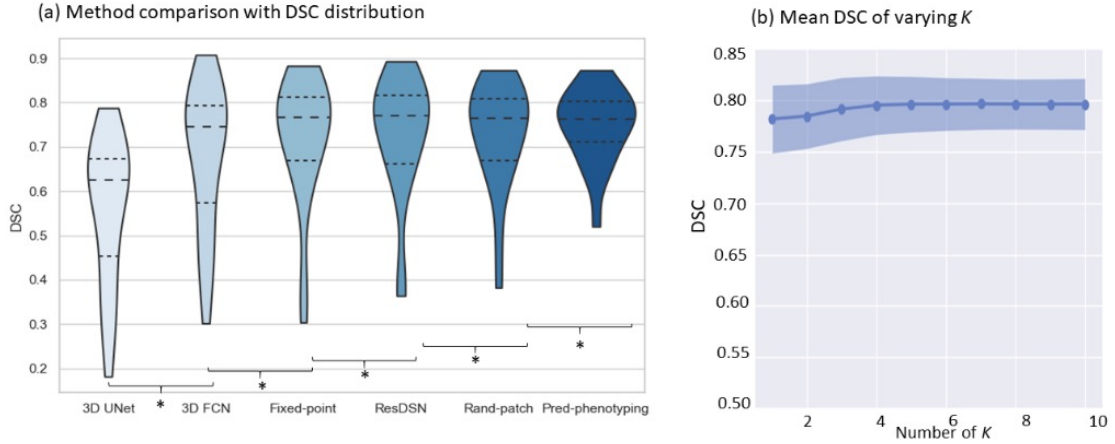 (a) Method comparison with DSC distribution
0.9
0.8
0.7
0.6
0.5
0.4
0.3
0.2
DSC
* * * * *
3D UNet 3D FCN Fixed-point ResDSN Rand-patch Pred-phenotyping
(b) Mean DSC of varying K
0.85
0.80
0.75
0.70
0.65
0.60
0.55
0.50
DSC
2 4 6 8 10
Number of K